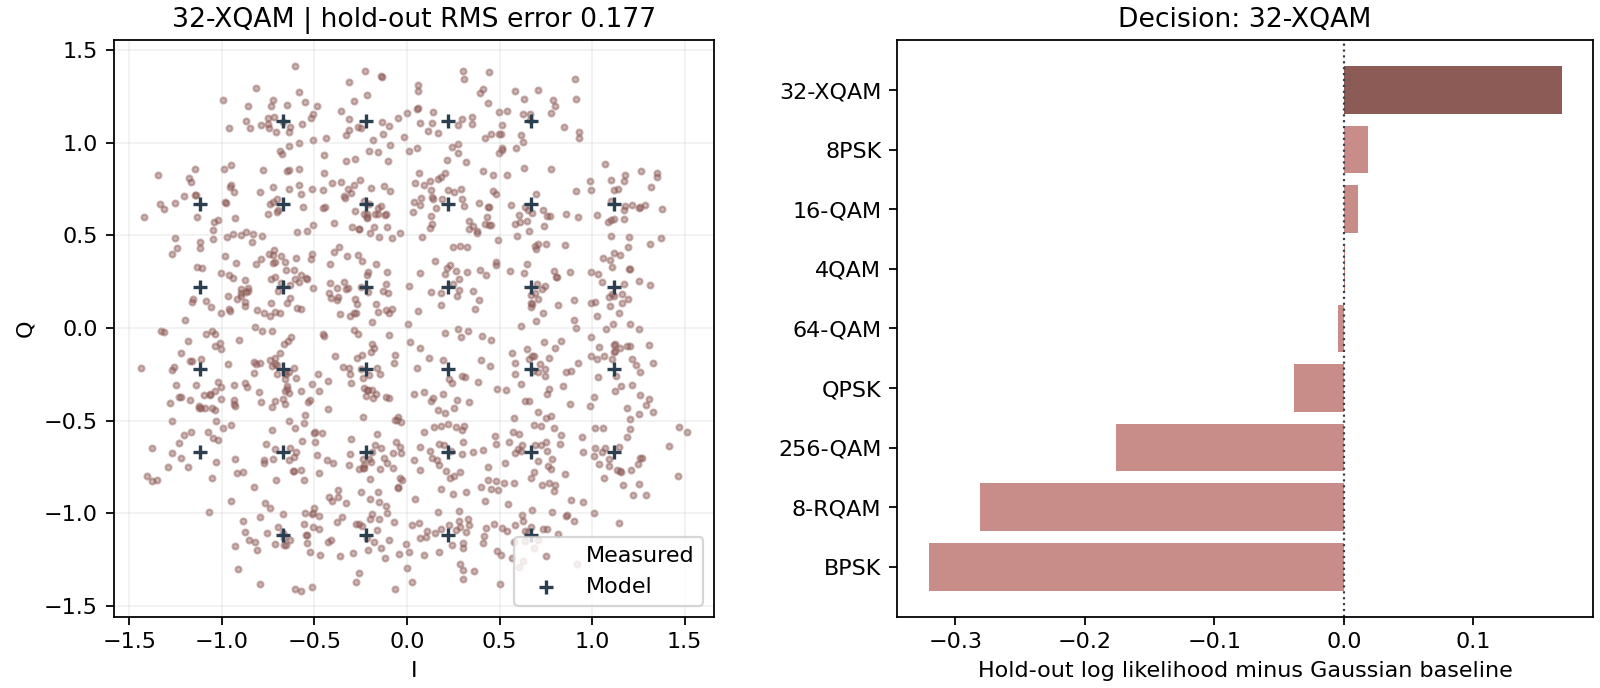 32-XQAM | hold-out RMS error 0.177
1.5
1.0
0.5
0.0
−0.5
−1.0
−1.5
Q
−1.5 −1.0 −0.5 0.0 0.5 1.0 1.5
I
Measured
Model
Decision: 32-XQAM
32-XQAM
8PSK
16-QAM
4QAM
64-QAM
QPSK
256-QAM
8-RQAM
BPSK
−0.3 −0.2 −0.1 0.0 0.1
Hold-out log likelihood minus Gaussian baseline